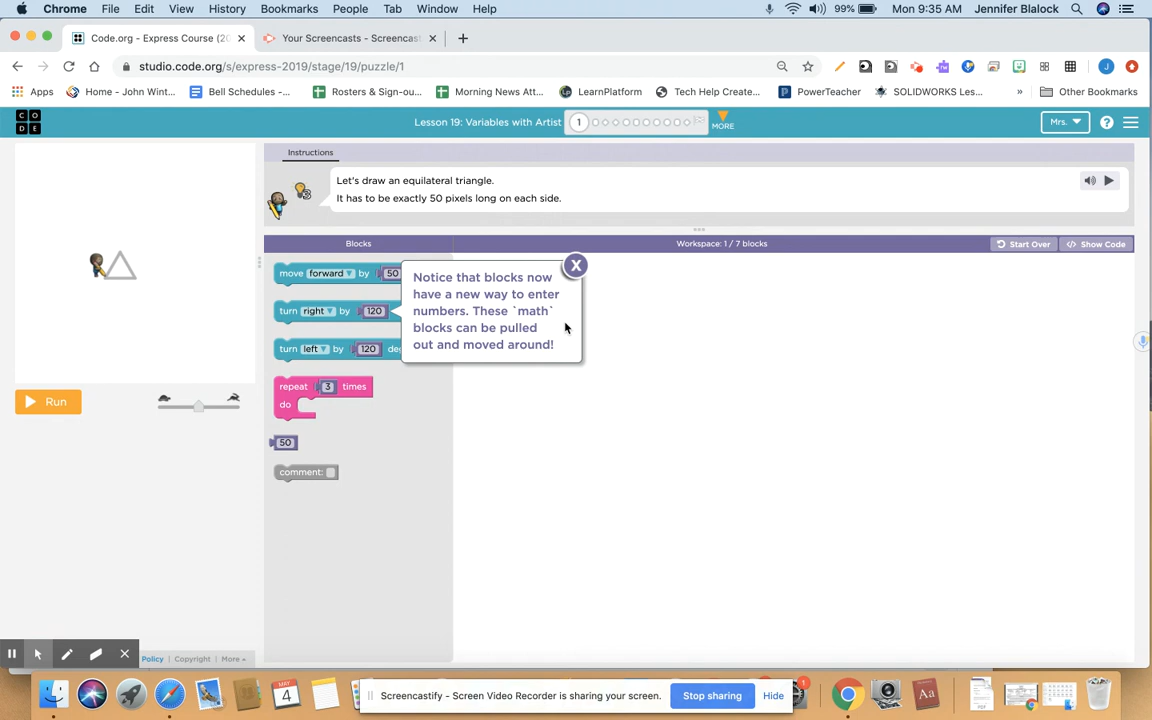 Chrome File Edit View History Bookmarks People Tab Window Help 99% Mon 9:35 AM Jennifer Blalock
Code.org - Express Course (20 Your Screencasts - Screencast
studio.code.org/s/express-2019/stage/19/puzzle/1
Apps Home - John Wint... Bell Schedules -... Rosters & Sign-ou... Morning News Att... LearnPlatform Tech Help Create... PowerTeacher SOLIDWORKS Les... » Other Bookmarks
C O D E Lesson 19: Variables with Artist 1 MORE Mrs. ?
Instructions
3 Let's draw an equilateral triangle.
It has to be exactly 50 pixels long on each side.
Blocks Workspace: 1 / 7 blocks Start Over </> Show Code
move forward by 50
turn right by 120
turn left by 120 deg
repeat 3 times
do
50
comment:
X
Notice that blocks now
have a new way to enter
numbers. These `math`
blocks can be pulled
out and moved around!
Run
Policy | Copyright | More
MAY 4
Screencastify - Screen Video Recorder is sharing your screen. Stop sharing Hide 1 Aa